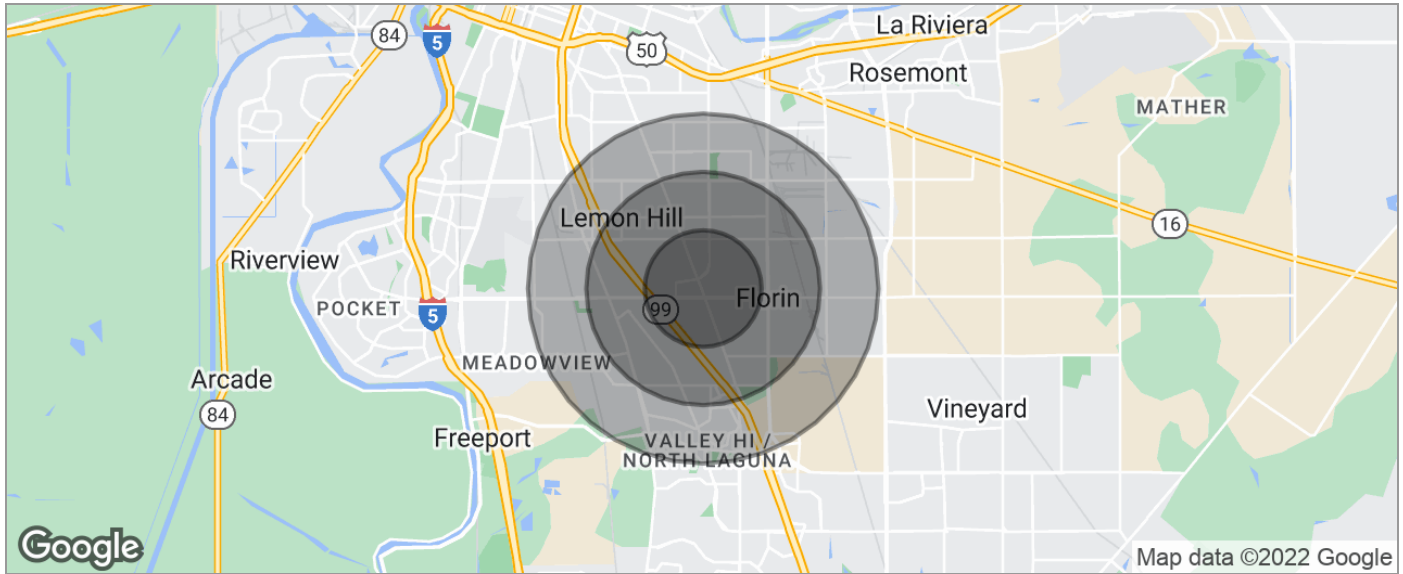 La Riviera
84
5
50
Rosemont
MATHER
Lemon Hill
16
Riverview
POCKET
5
99
Florin
MEADOWVIEW
Arcade
84
Vineyard
Freeport
VALLEY HI /
NORTH LAGUNA
Google
Map data ©2022 Google